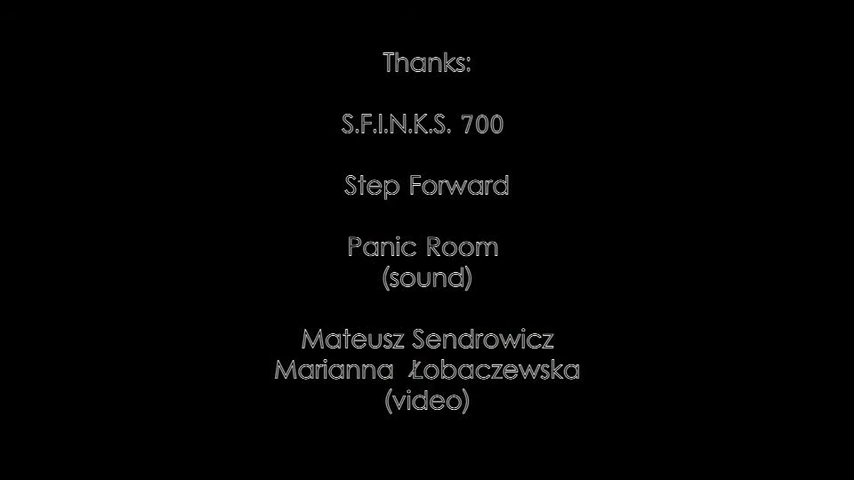 Thanks:
S.F.I.N.K.S. 700
Step Forward
Panic Room
(sound)
Mateusz Sendrowicz
Marianna Łobaczewska
(video)